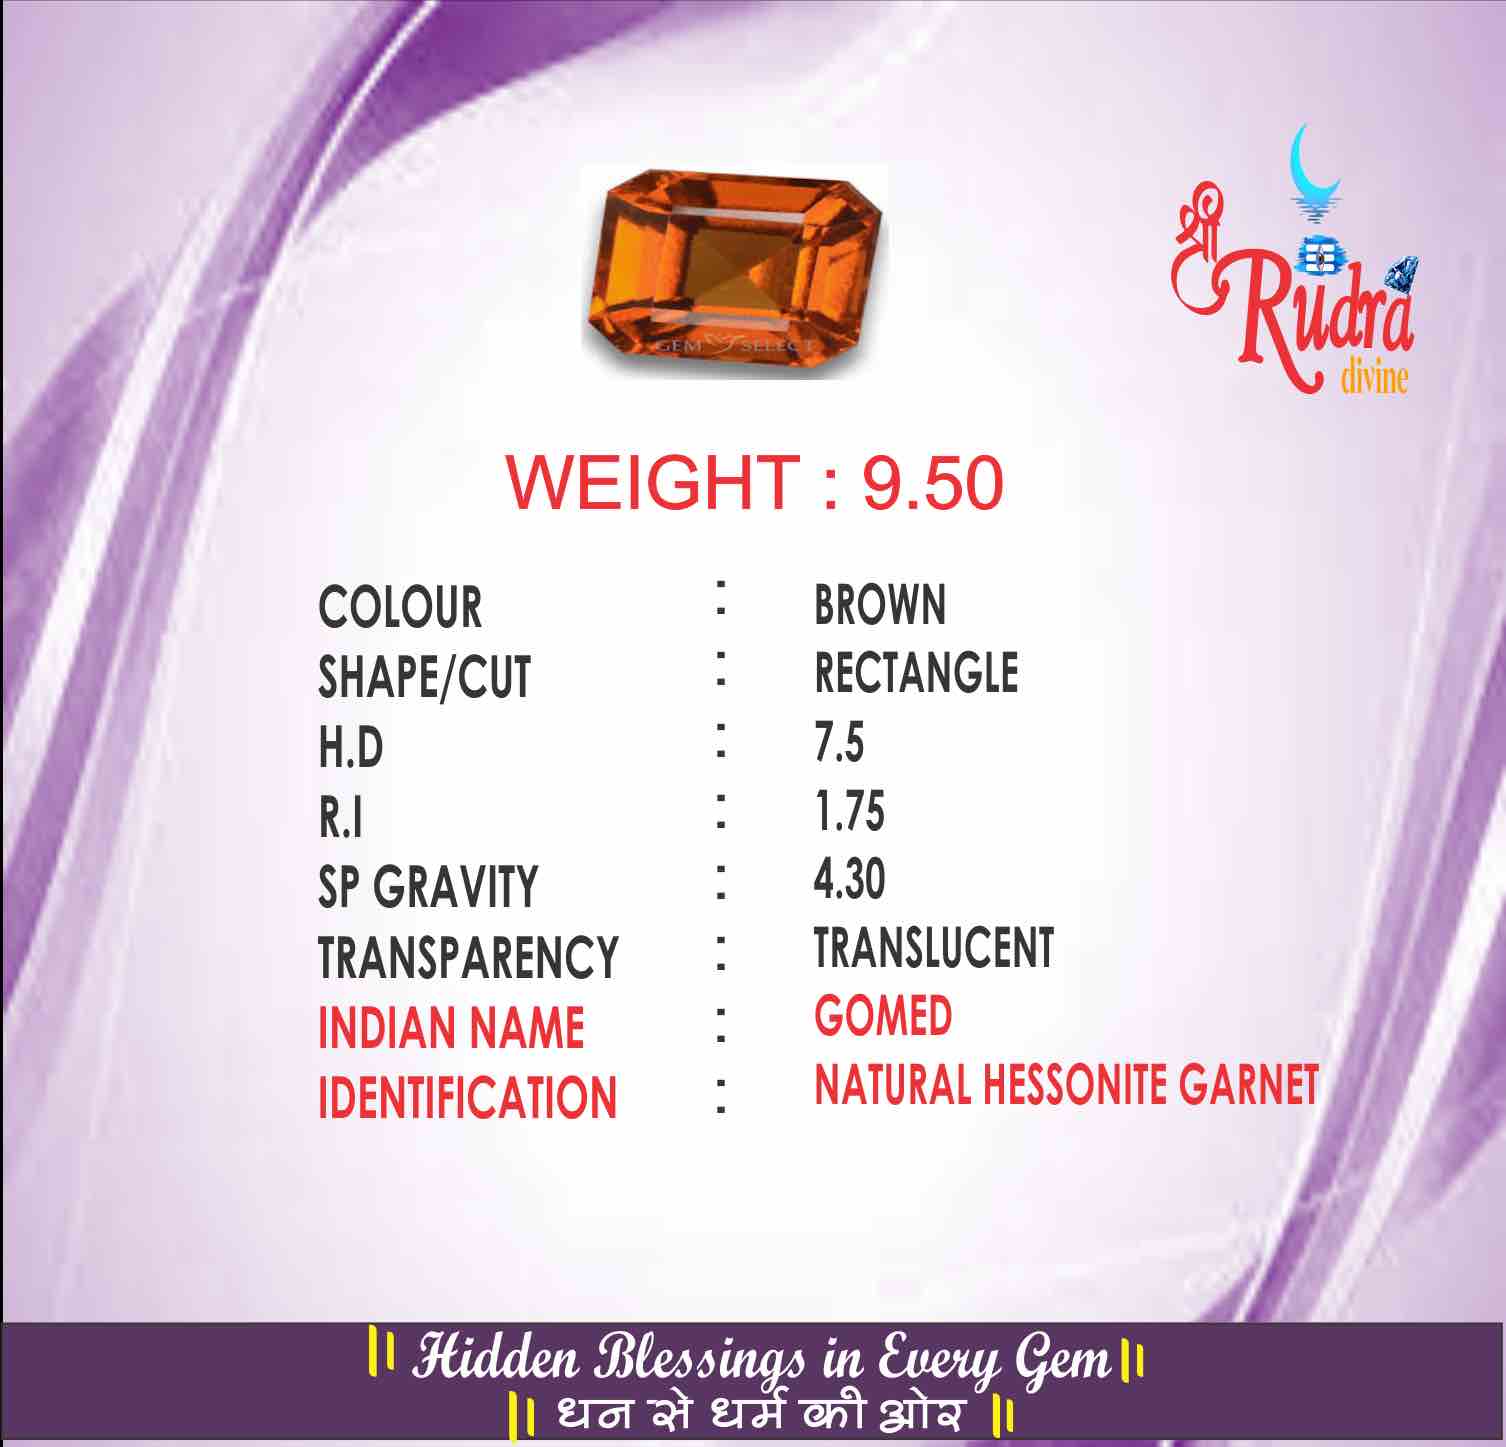 GEM SELECT
श्री
Rudra
divine
WEIGHT : 9.50
COLOUR : BROWN
SHAPE/CUT : RECTANGLE
H.D : 7.5
R.I : 1.75
SP GRAVITY : 4.30
TRANSPARENCY : TRANSLUCENT
INDIAN NAME : GOMED
IDENTIFICATION : NATURAL HESSONITE GARNET
|| Hidden Blessings in Every Gem ||
|| धन से धर्म की ओर ||